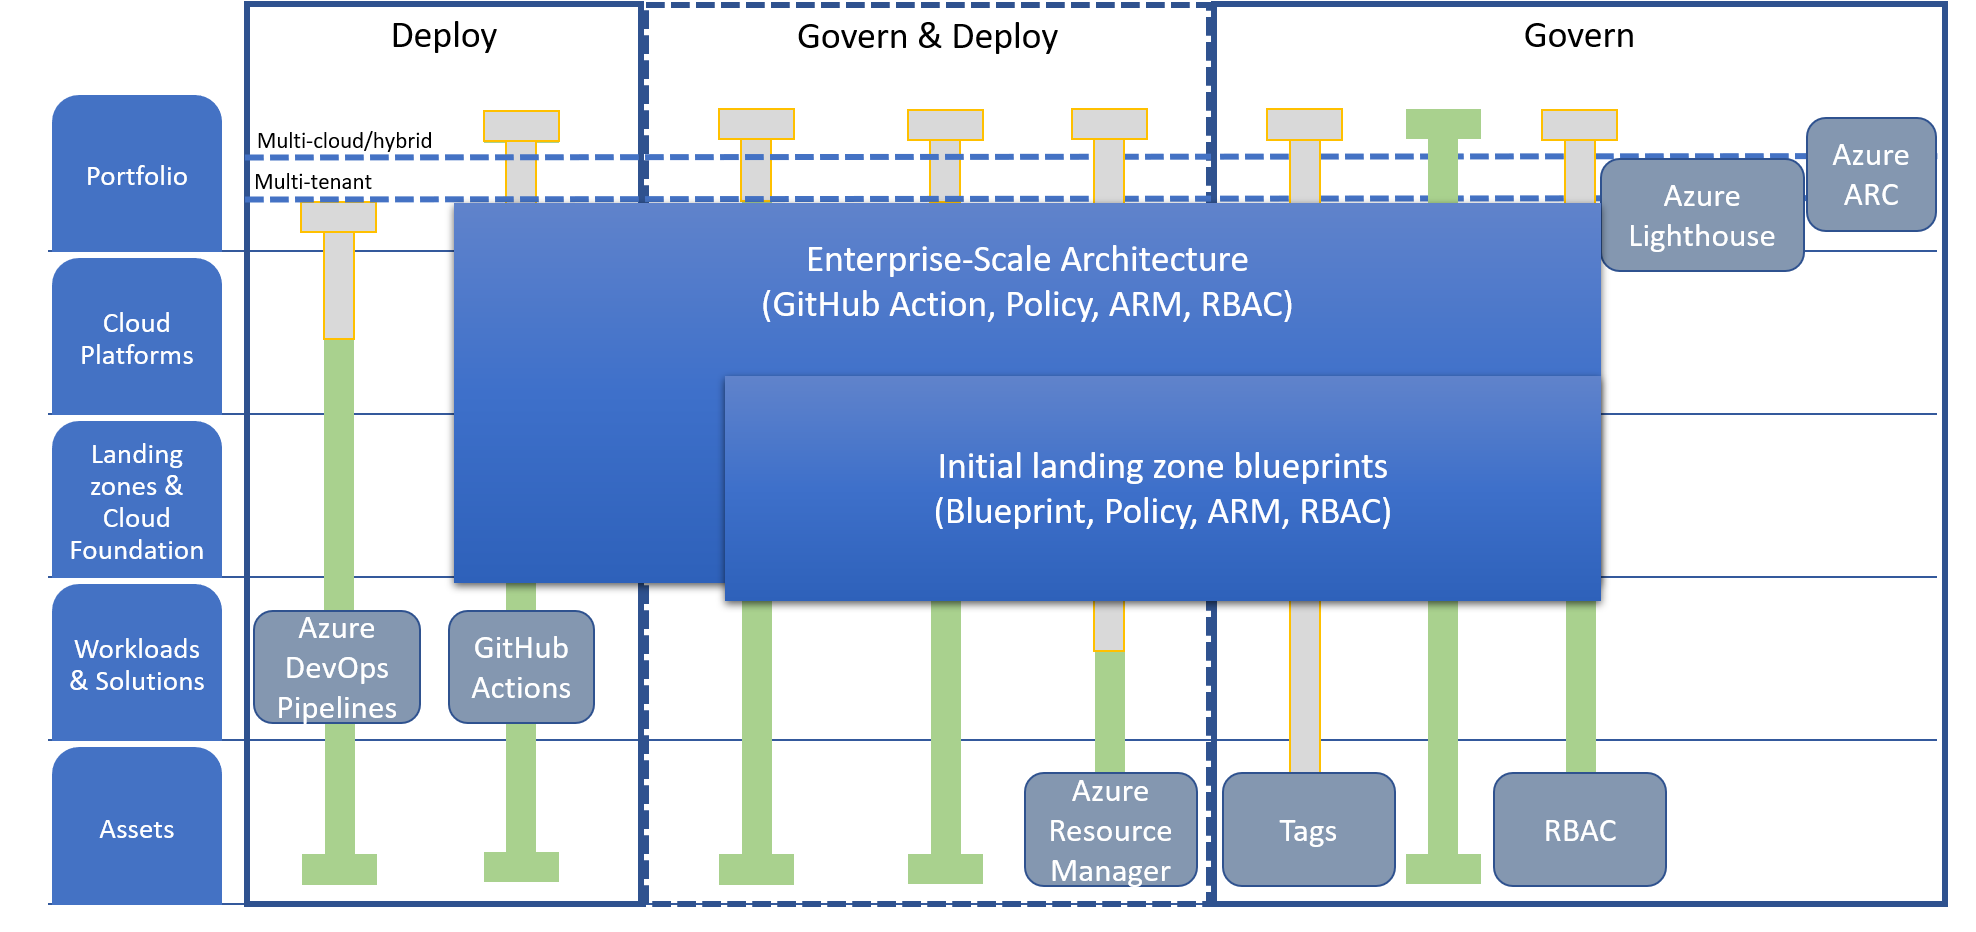 Deploy
Govern & Deploy
Govern
Multi-cloud/hybrid
Multi-tenant
Portfolio
Azure
ARC
Azure
Lighthouse
Enterprise-Scale Architecture
(GitHub Action, Policy, ARM, RBAC)
Cloud
Platforms
Initial landing zone blueprints
(Blueprint, Policy, ARM, RBAC)
Landing
zones &
Cloud
Foundation
Workloads
& Solutions
Azure
DevOps
Pipelines
GitHub
Actions
Assets
Azure
Resource
Manager
Tags
RBAC